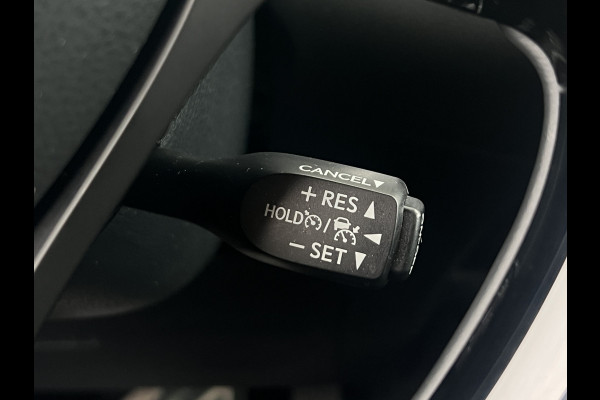 CANCEL▼
+ RES ▲
HOLD / ◀
− SET ▼